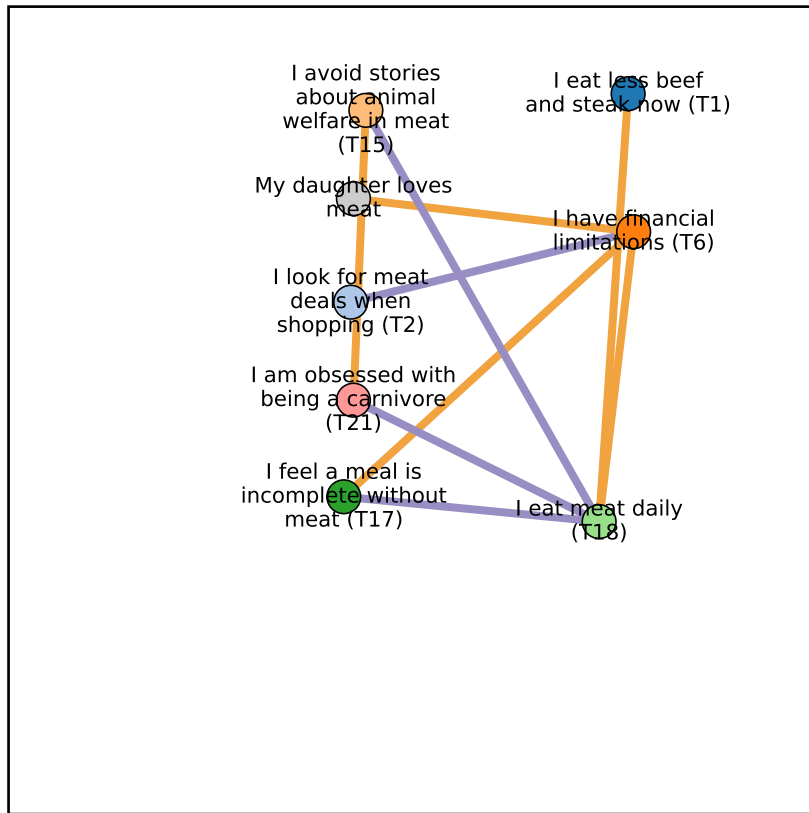 I avoid stories
about animal
welfare in meat
(T15)
I eat less beef
and steak now (T1)
My daughter loves
meat
I have financial
limitations (T6)
I look for meat
deals when
shopping (T2)
I am obsessed with
being a carnivore
(T21)
I feel a meal is
incomplete without
meat (T17)
I eat meat daily
(T18)